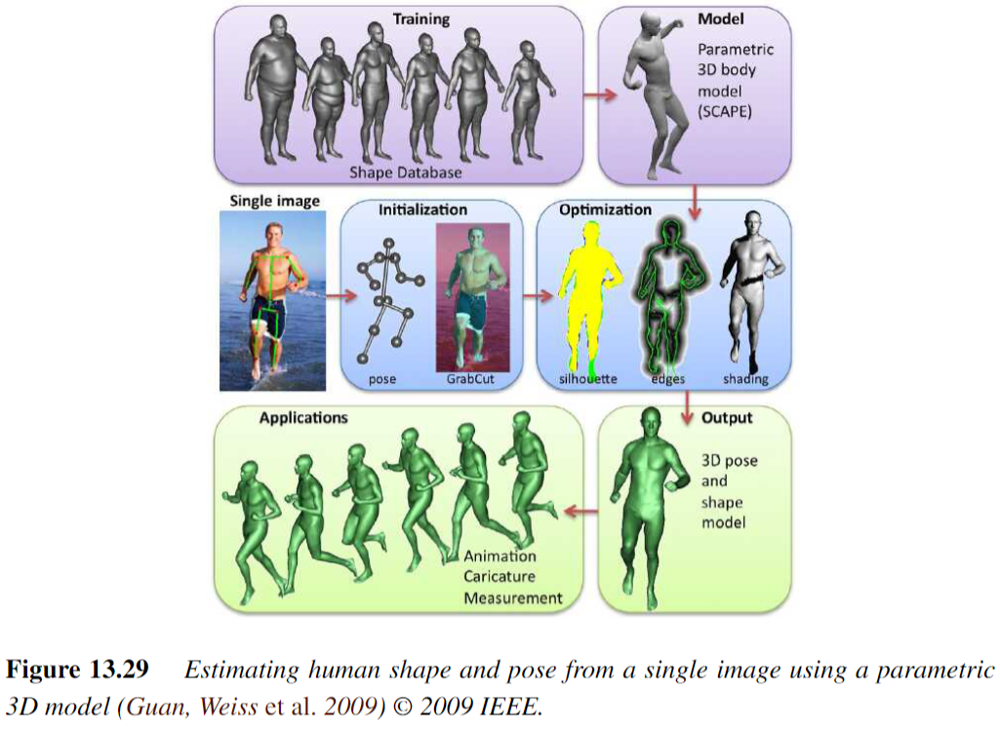 Training
Shape Database
Model
Parametric
3D body
model
(SCAPE)
Single image
Initialization
pose
GrabCut
Optimization
silhouette
edges
shading
Applications
Animation
Caricature
Measurement
Output
3D pose
and
shape
model
Figure 13.29 Estimating human shape and pose from a single image using a parametric
3D model (Guan, Weiss et al. 2009) © 2009 IEEE.